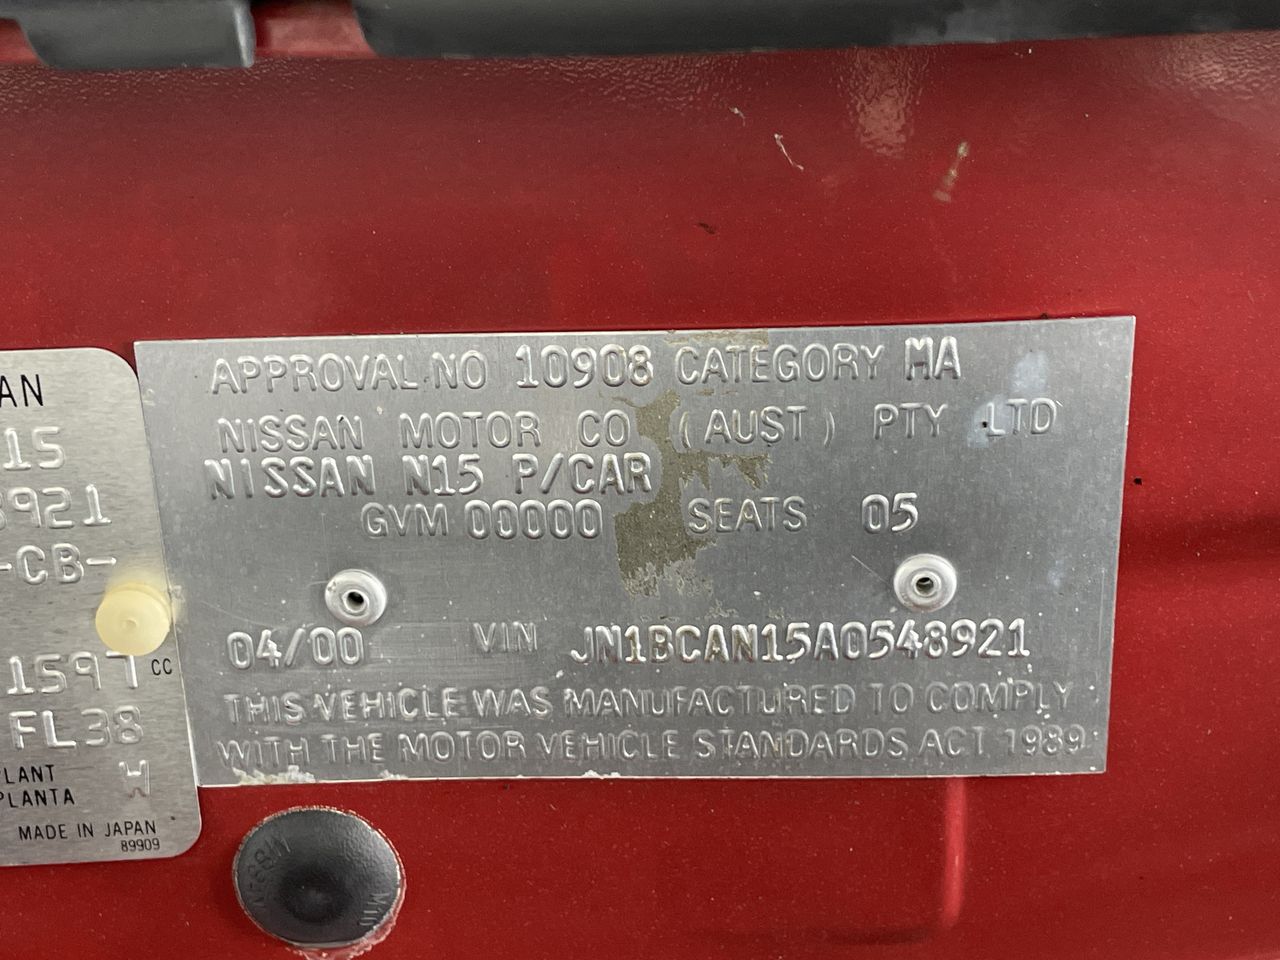 AN
15
8921
-CB-
1597 CC
FL38
PLANT
PLANTA W
MADE IN JAPAN
89909
APPROVAL NO 10908 CATEGORY MA
NISSAN MOTOR CO (AUST) PTY LTD
NISSAN N15 P/CAR
GVM 00000 SEATS 05
04/00 VIN JN1BCAN15A0548921
THIS VEHICLE WAS MANUFACTURED TO COMPLY
WITH THE MOTOR VEHICLE STANDARDS ACT 1989